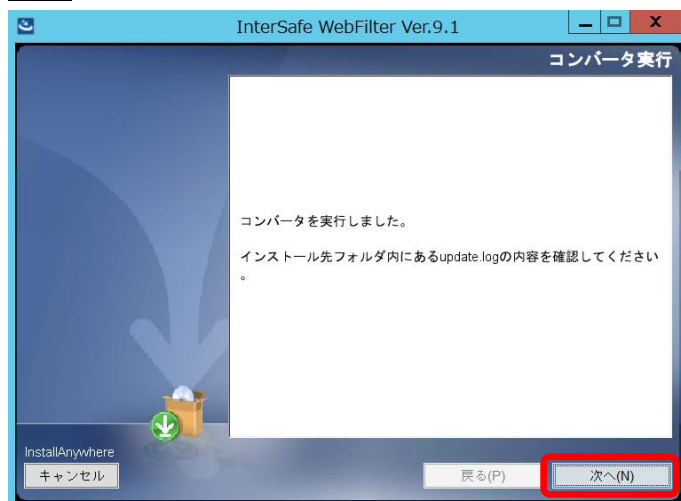 InterSafe WebFilter Ver.9.1
コンバータ実行
コンバータを実行しました。
インストール先フォルダ内にあるupdate.logの内容を確認してください
。
InstallAnywhere
キャンセル
戻る(P)
次へ(N)